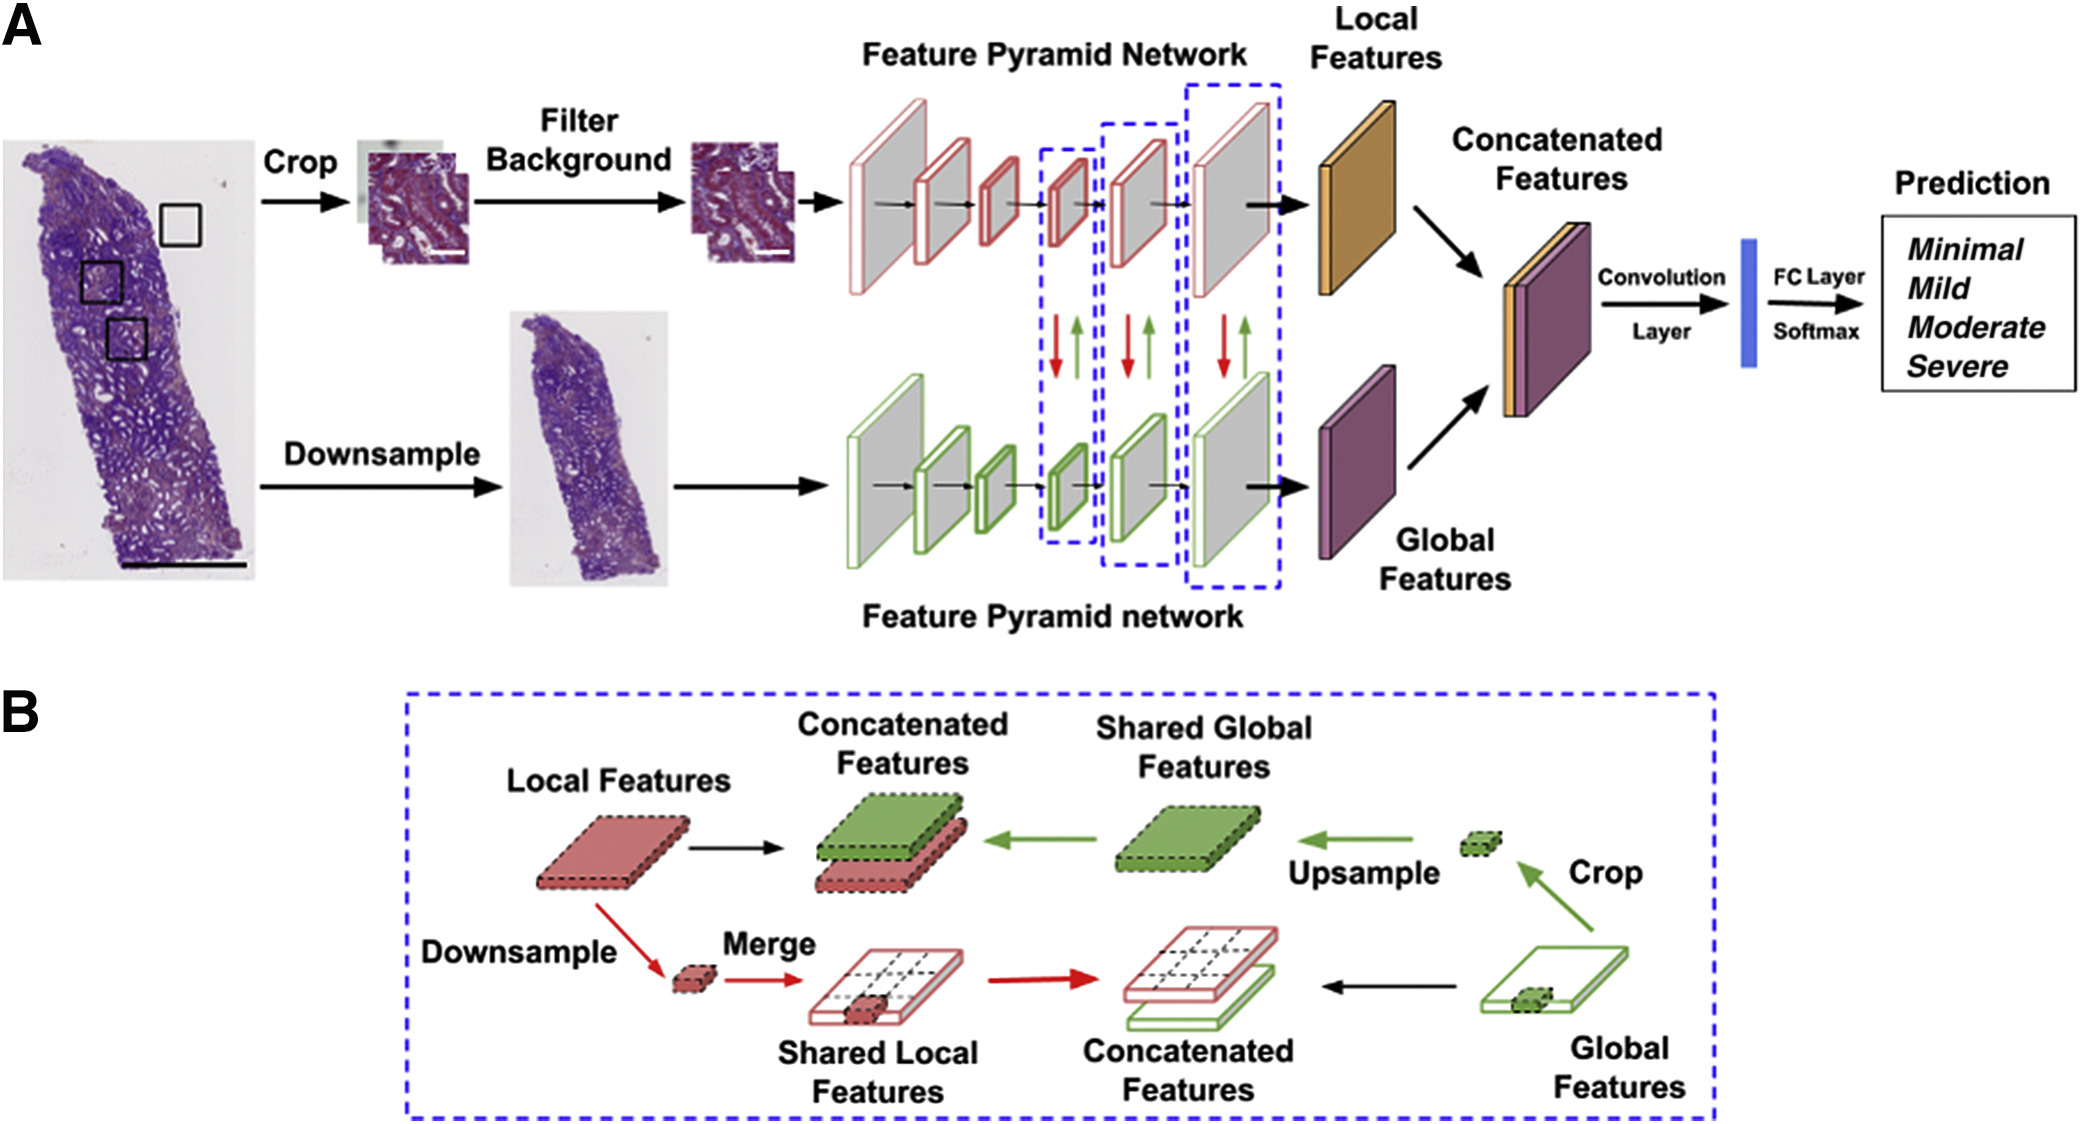 A
Feature Pyramid Network
Local
Features
Crop
Filter
Background
Concatenated
Features
Prediction
Minimal
Mild
Moderate
Severe
Convolution
Layer
FC Layer
Softmax
Downsample
Global
Features
Feature Pyramid network
B
Concatenated
Features
Shared Global
Features
Local Features
Upsample
Crop
Downsample
Merge
Shared Local
Features
Concatenated
Features
Global
Features